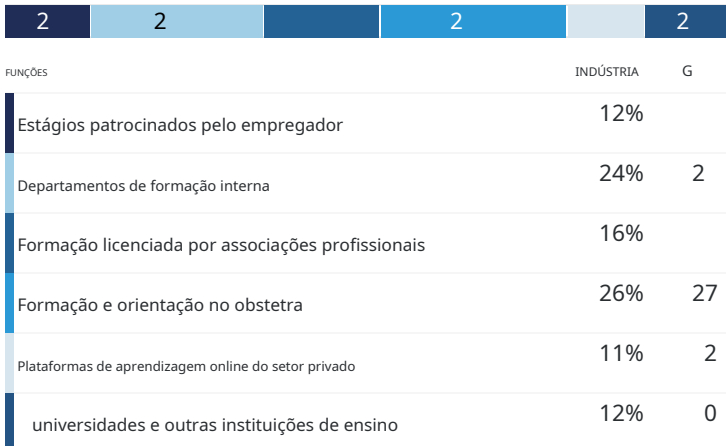 2 2 2 2
FUNÇÕES INDÚSTRIA G
Estágios patrocinados pelo empregador 12%
Departamentos de formação interna 24% 2
Formação licenciada por associações profissionais 16%
Formação e orientação no obstetra 26% 27
Plataformas de aprendizagem online do setor privado 11% 2
universidades e outras instituições de ensino 12% 0